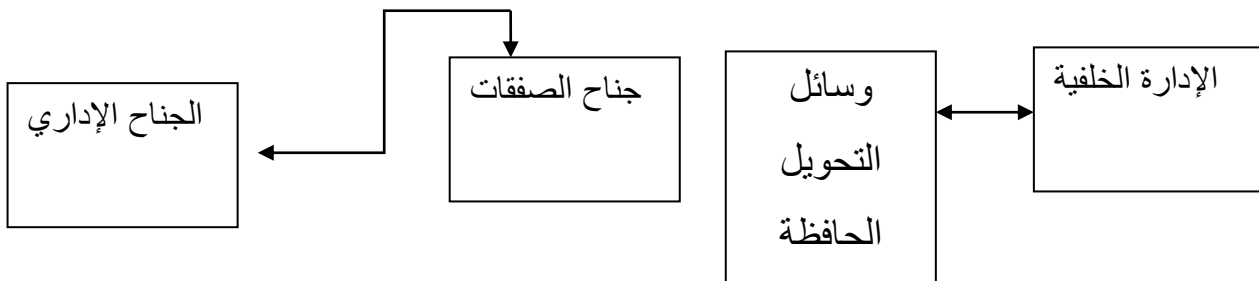 الإدارة الخلفية
وسائل
التحويل
الحافظة
جناح الصفقات
الجناح الإداري